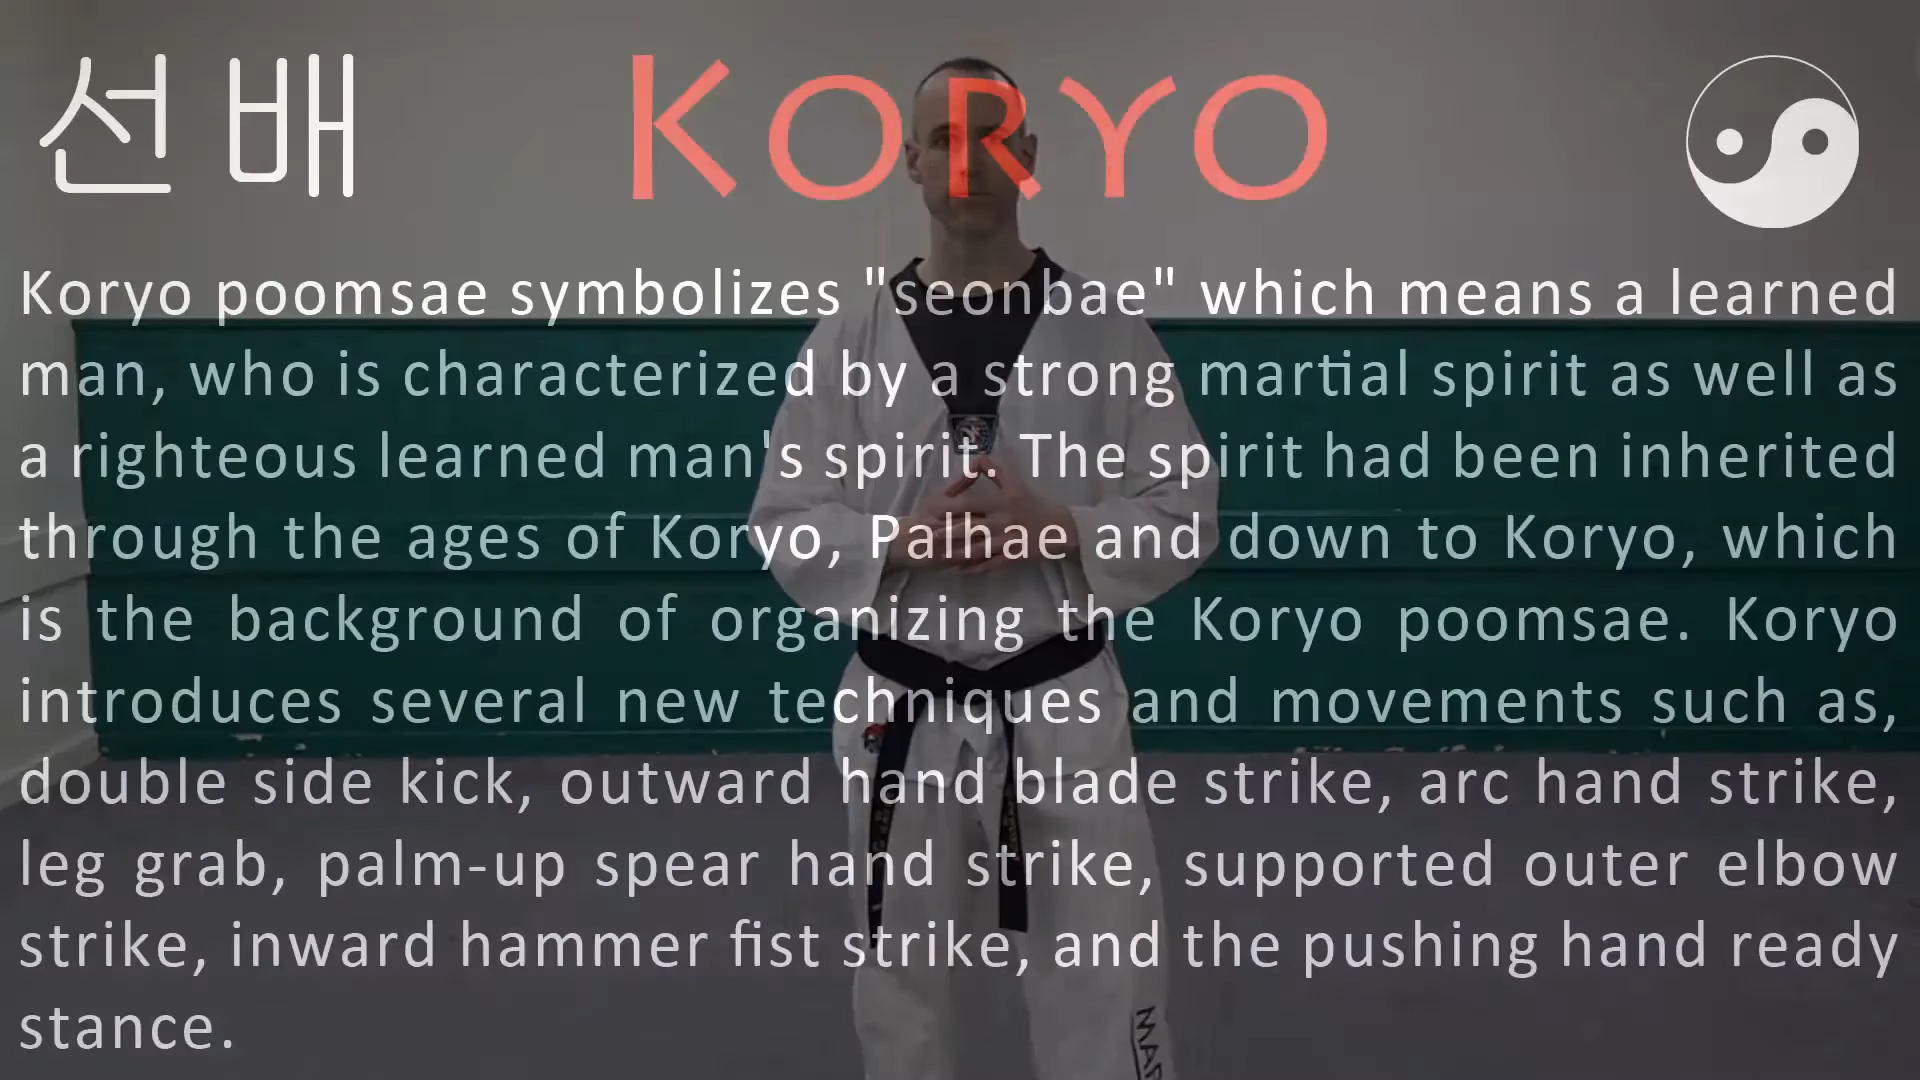 선배 KORYO
Koryo poomsae symbolizes "seonbae" which means a learned
man, who is characterized by a strong martial spirit as well as
a righteous learned man's spirit. The spirit had been inherited
through the ages of Koryo, Palhae and down to Koryo, which
is the background of organizing the Koryo poomsae. Koryo
introduces several new techniques and movements such as,
double side kick, outward hand blade strike, arc hand strike,
leg grab, palm-up spear hand strike, supported outer elbow
strike, inward hammer fist strike, and the pushing hand ready
stance.